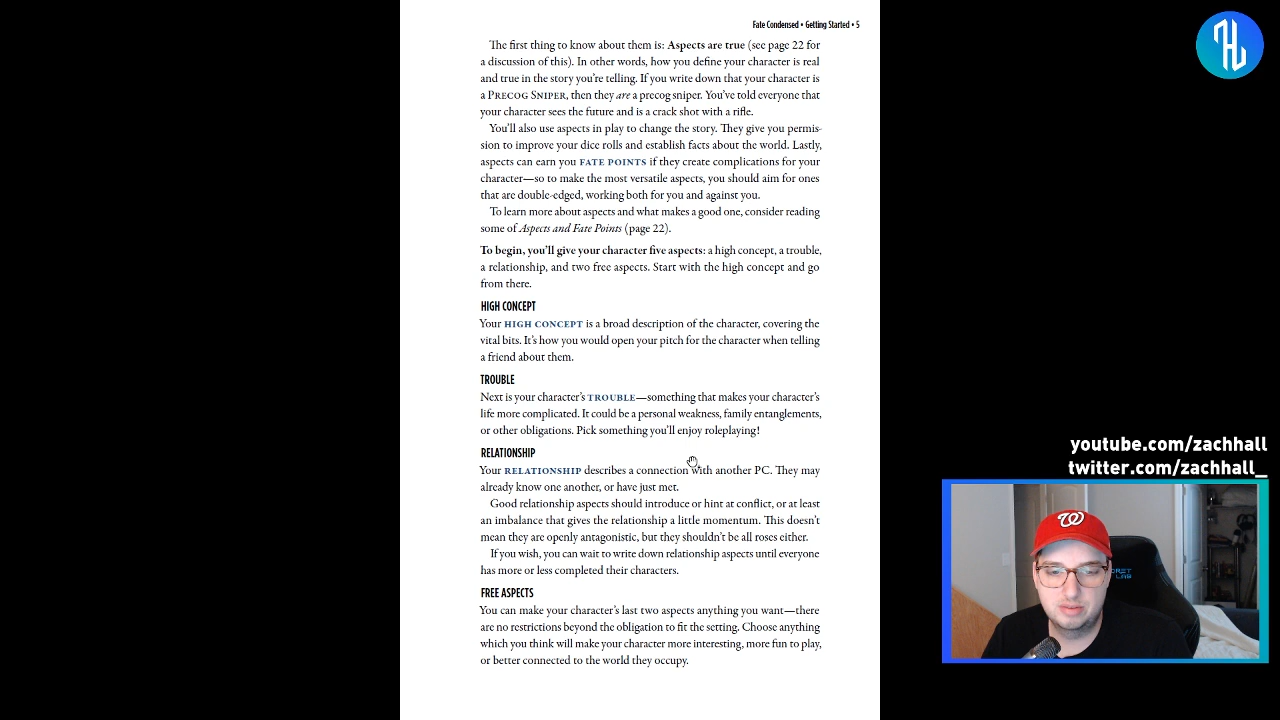 Fate Condensed • Getting Started • 5
The first thing to know about them is: Aspects are true (see page 22 for
a discussion of this). In other words, how you define your character is real
and true in the story you're telling. If you write down that your character is
a Precog Sniper, then they are a precog sniper. You've told everyone that
your character sees the future and is a crack shot with a rifle.
You'll also use aspects in play to change the story. They give you permis-
sion to improve your dice rolls and establish facts about the world. Lastly,
aspects can earn you FATE POINTS if they create complications for your
character—so to make the most versatile aspects, you should aim for ones
that are double-edged, working both for you and against you.
To learn more about aspects and what makes a good one, consider reading
some of Aspects and Fate Points (page 22).
To begin, you'll give your character five aspects: a high concept, a trouble,
a relationship, and two free aspects. Start with the high concept and go
from there.
HIGH CONCEPT
Your HIGH CONCEPT is a broad description of the character, covering the
vital bits. It's how you would open your pitch for the character when telling
a friend about them.
TROUBLE
Next is your character's TROUBLE—something that makes your character's
life more complicated. It could be a personal weakness, family entanglements,
or other obligations. Pick something you'll enjoy roleplaying!
RELATIONSHIP
Your RELATIONSHIP describes a connection with another PC. They may
already know one another, or have just met.
Good relationship aspects should introduce or hint at conflict, or at least
an imbalance that gives the relationship a little momentum. This doesn't
mean they are openly antagonistic, but they shouldn't be all roses either.
If you wish, you can wait to write down relationship aspects until everyone
has more or less completed their characters.
FREE ASPECTS
You can make your character's last two aspects anything you want—there
are no restrictions beyond the obligation to fit the setting. Choose anything
which you think will make your character more interesting, more fun to play,
or better connected to the world they occupy.
youtube.com/zachhall
twitter.com/zachhall_
W